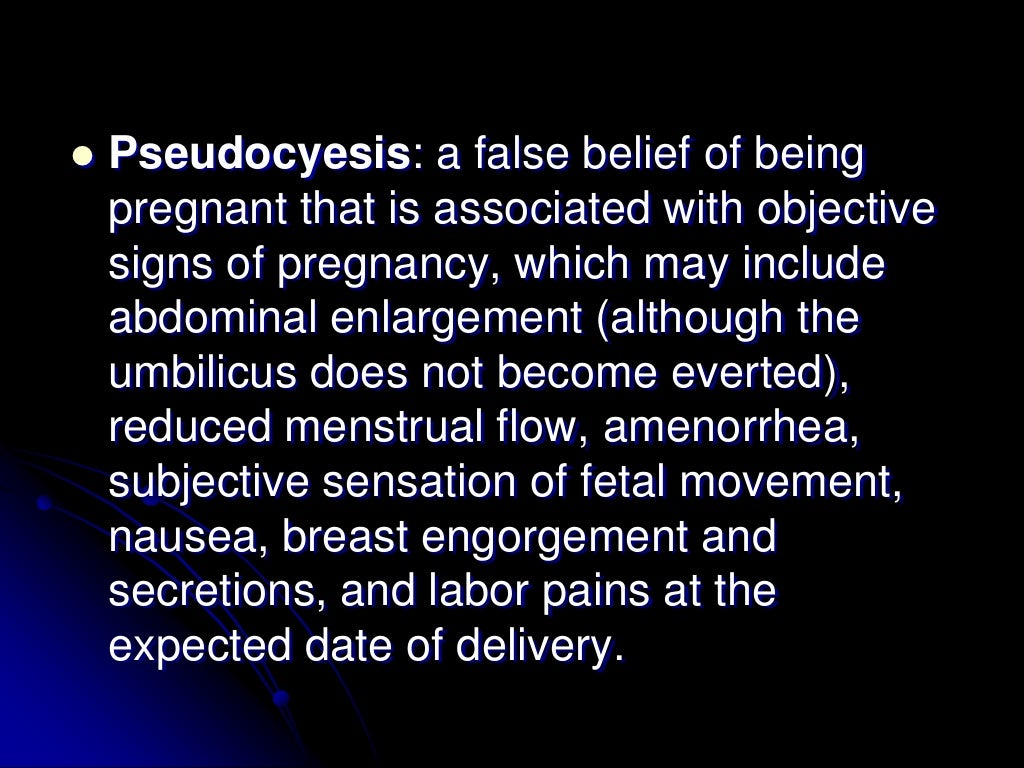 Pseudocyesis: a false belief of being
pregnant that is associated with objective
signs of pregnancy, which may include
abdominal enlargement (although the
umbilicus does not become everted),
reduced menstrual flow, amenorrhea,
subjective sensation of fetal movement,
nausea, breast engorgement and
secretions, and labor pains at the
expected date of delivery.